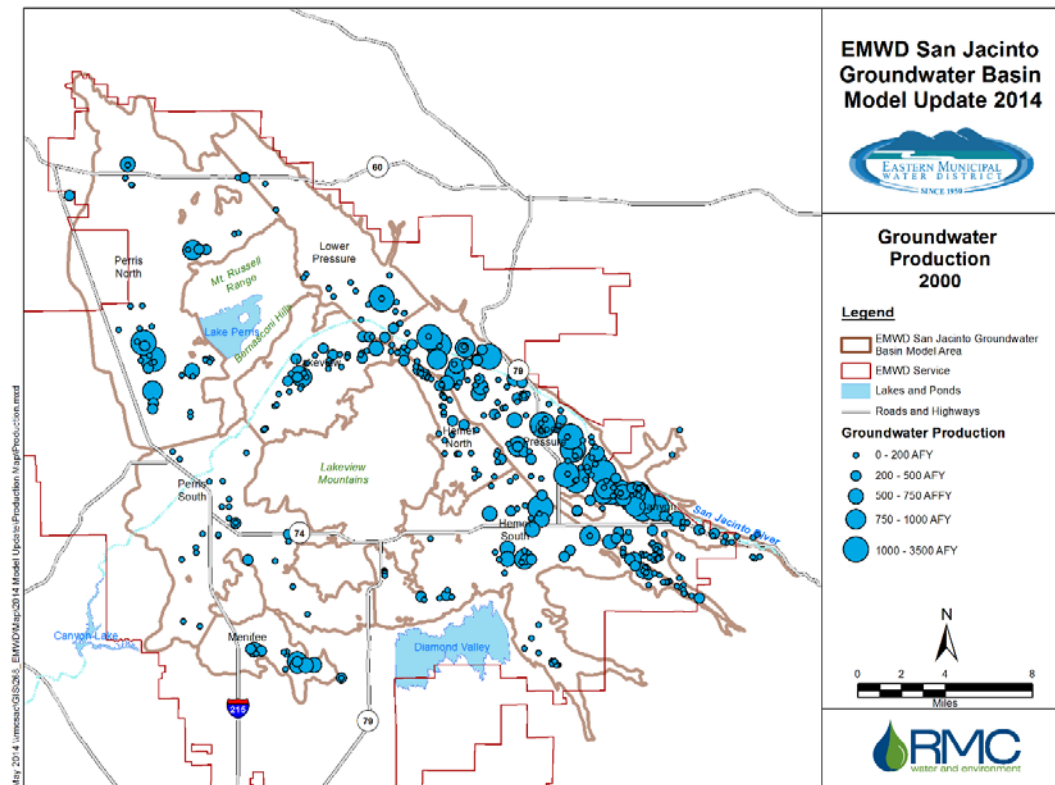 EMWD San Jacinto
Groundwater Basin
Model Update 2014
EASTERN MUNICIPAL
WATER DISTRICT
SINCE 1950
Groundwater
Production
2000
Legend
EMWD San Jacinto Groundwater
Basin Model Area
EMWD Service
Lakes and Ponds
Roads and Highways
Groundwater Production
0 - 200 AFY
200 - 500 AFY
500 - 750 AFFY
750 - 1000 AFY
1000 - 3500 AFY
N
0 2 4 8
Miles
RMC
water and environment
60
Perris
North
Lower
Pressure
Mt Russell
Range
Lake Perris
Bernasconi Hills
Lakeview
79
Hemet
North
Pressure
Lakeview
Mountains
Perris
South
Canyon
San Jacinto River
74
Hemet
South
Canyon Lake
Menifee
Diamond Valley
215
79